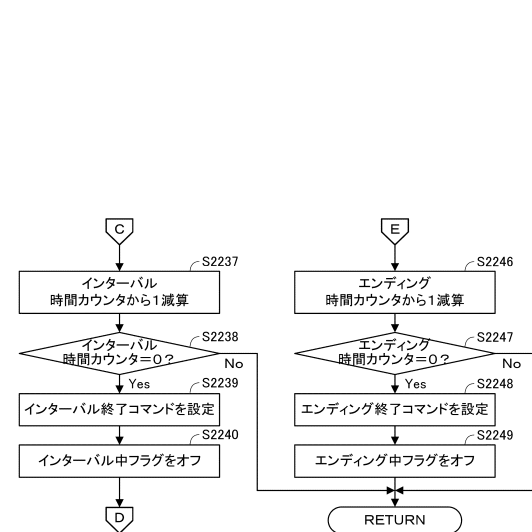 C
S2237
インターバル
時間カウンタから1減算
S2238
インターバル
時間カウンタ=0?
No
Yes
S2239
インターバル終了コマンドを設定
S2240
インターバル中フラグをオフ
D
E
S2246
エンディング
時間カウンタから1減算
S2247
エンディング
時間カウンタ=0?
No
Yes
S2248
エンディング終了コマンドを設定
S2249
エンディング中フラグをオフ
RETURN